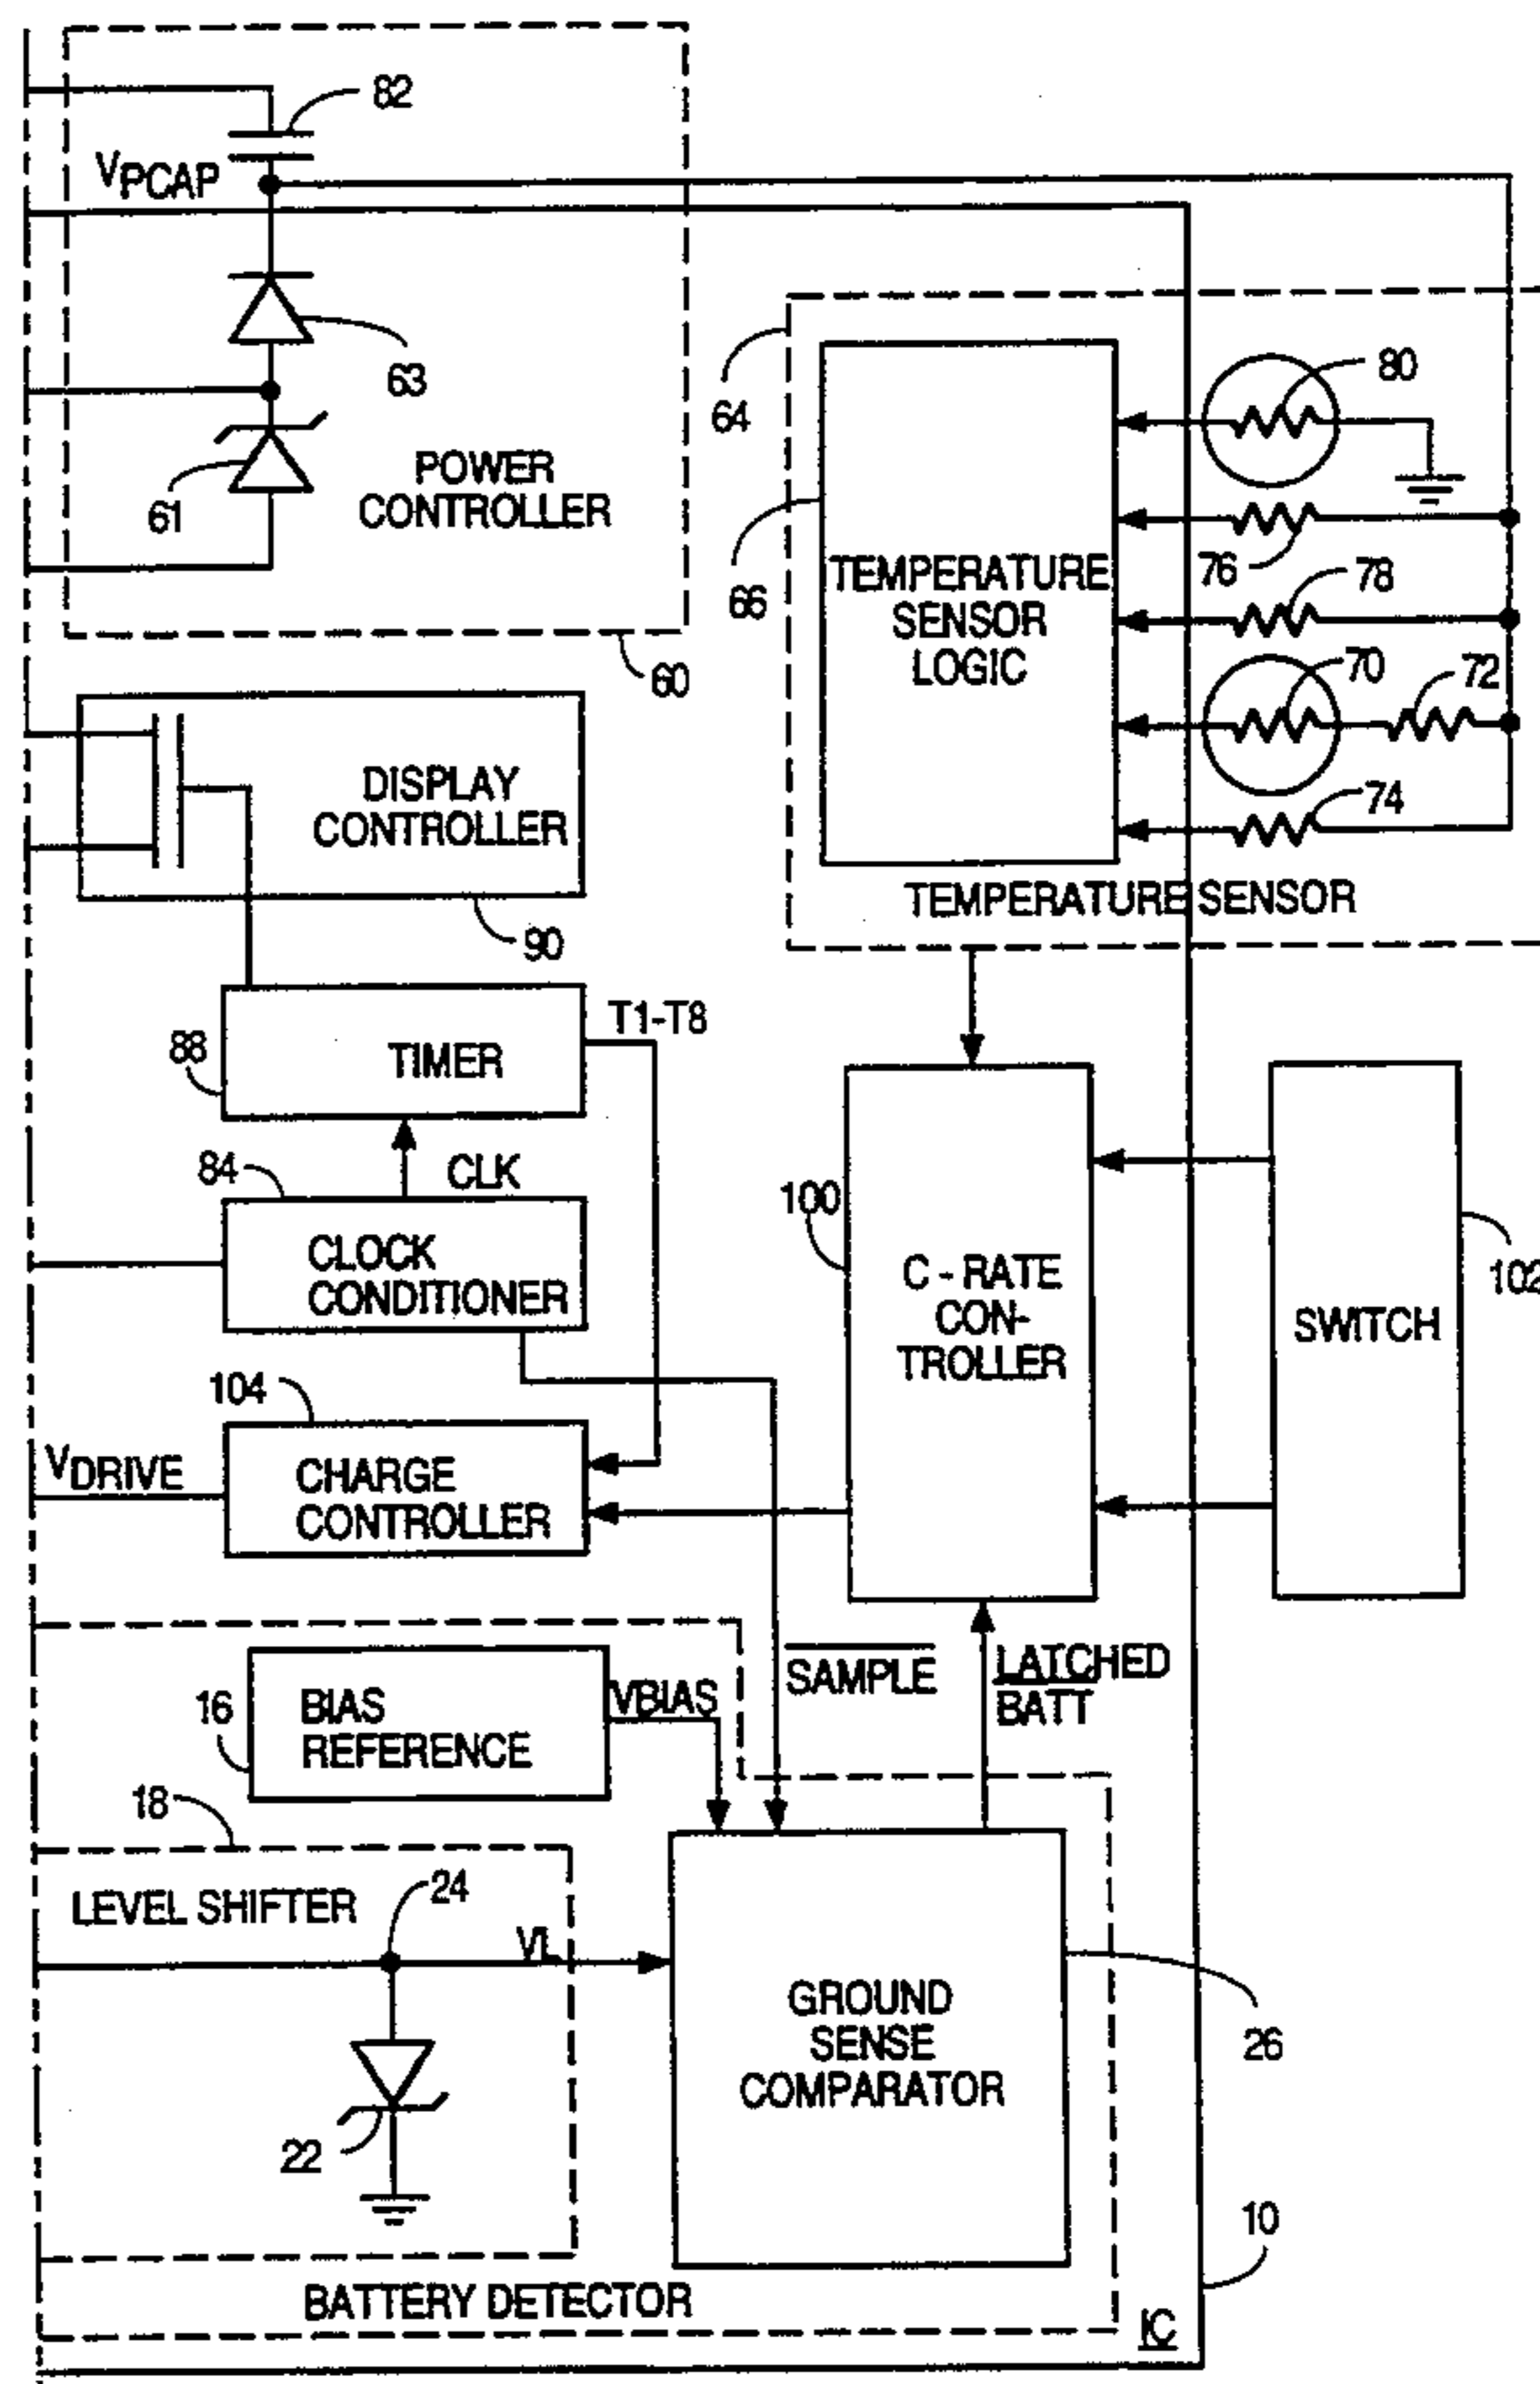 82
VPCAP
63
61
POWER
CONTROLLER
60
64
66
TEMPERATURE
SENSOR
LOGIC
80
76
78
70
72
74
TEMPERATURE SENSOR
DISPLAY
CONTROLLER
90
88
TIMER
T1-T8
84
CLK
CLOCK
CONDITIONER
100
C - RATE
CON-
TROLLER
SWITCH
102
104
VDRIVE
CHARGE
CONTROLLER
16
BIAS
REFERENCE
VBIAS
SAMPLE
LATCHED
BATT
18
LEVEL SHIFTER
24
VL
22
GROUND
SENSE
COMPARATOR
26
10
BATTERY DETECTOR
IC